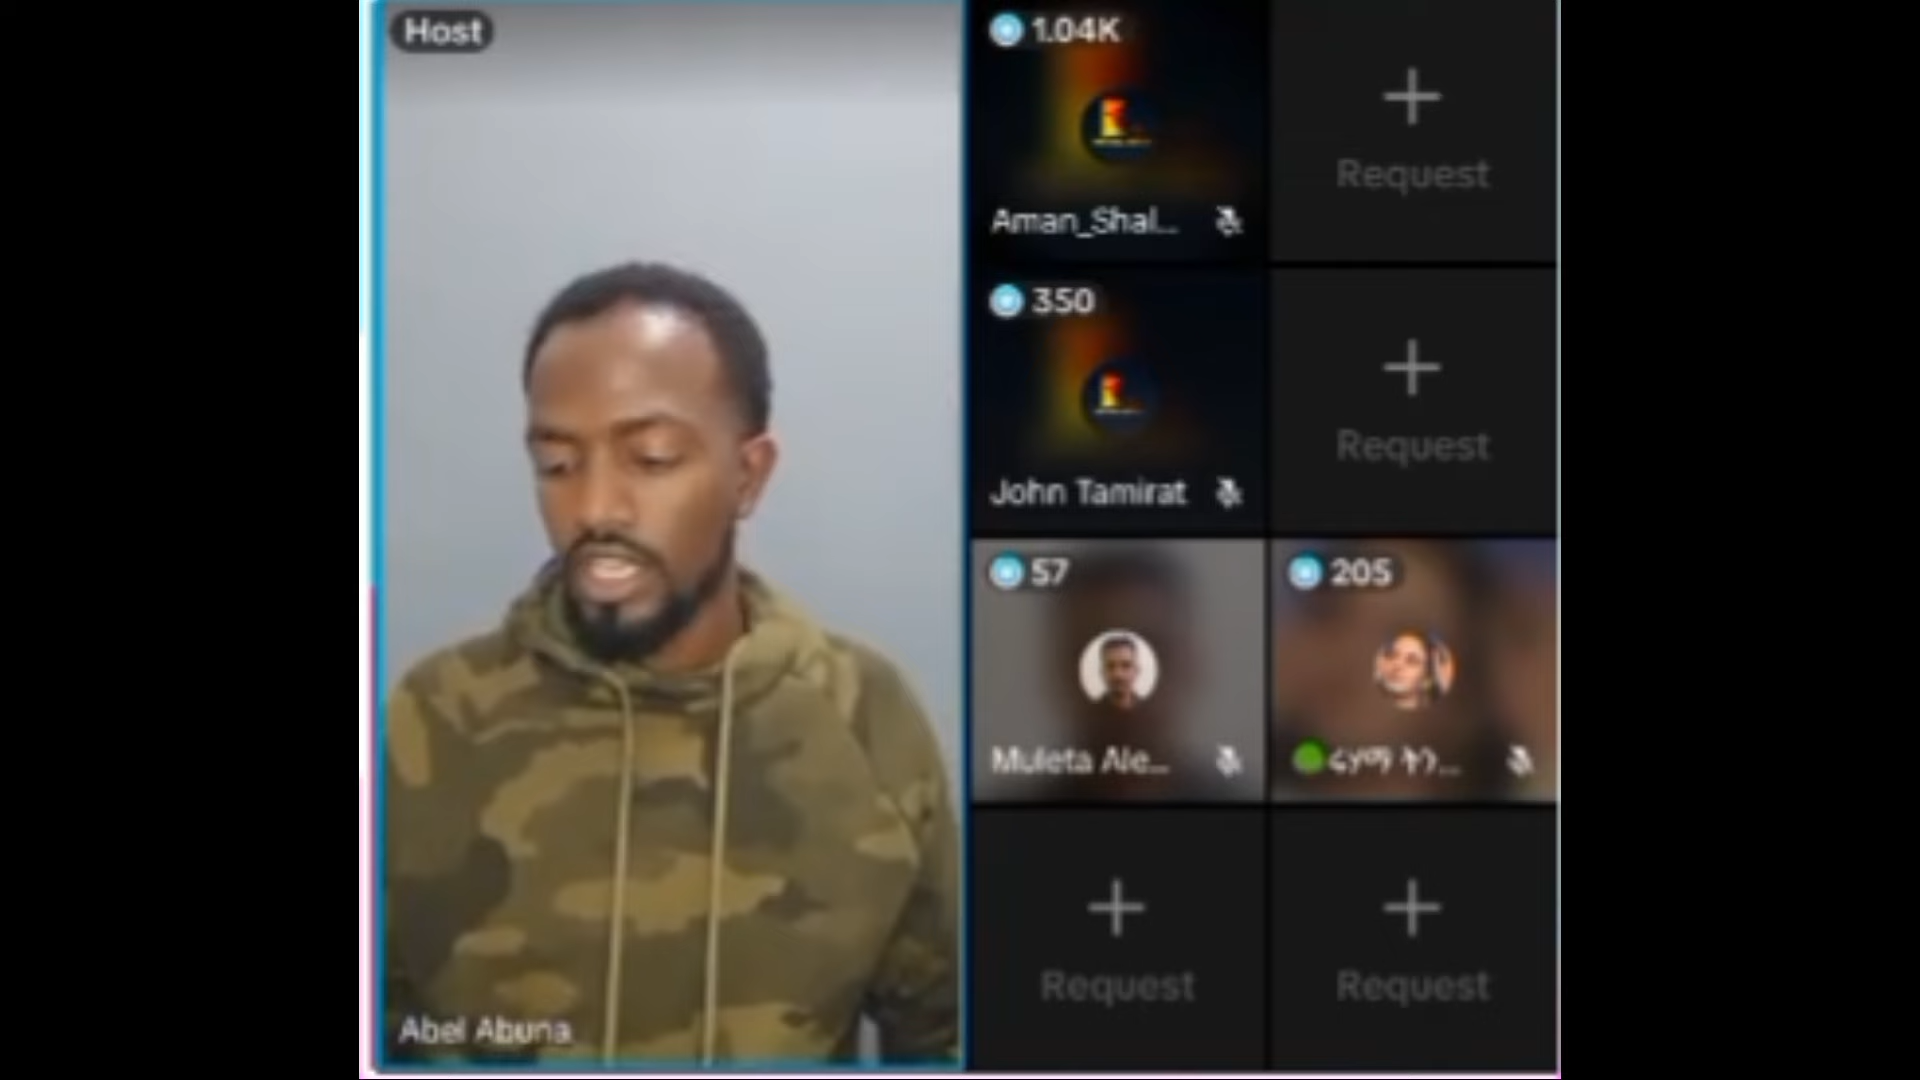 Host
Abel Abuna
1.04K
Aman_Shal...
Request
350
John Tamirat
Request
57
Muleta Ale...
205
Request
Request